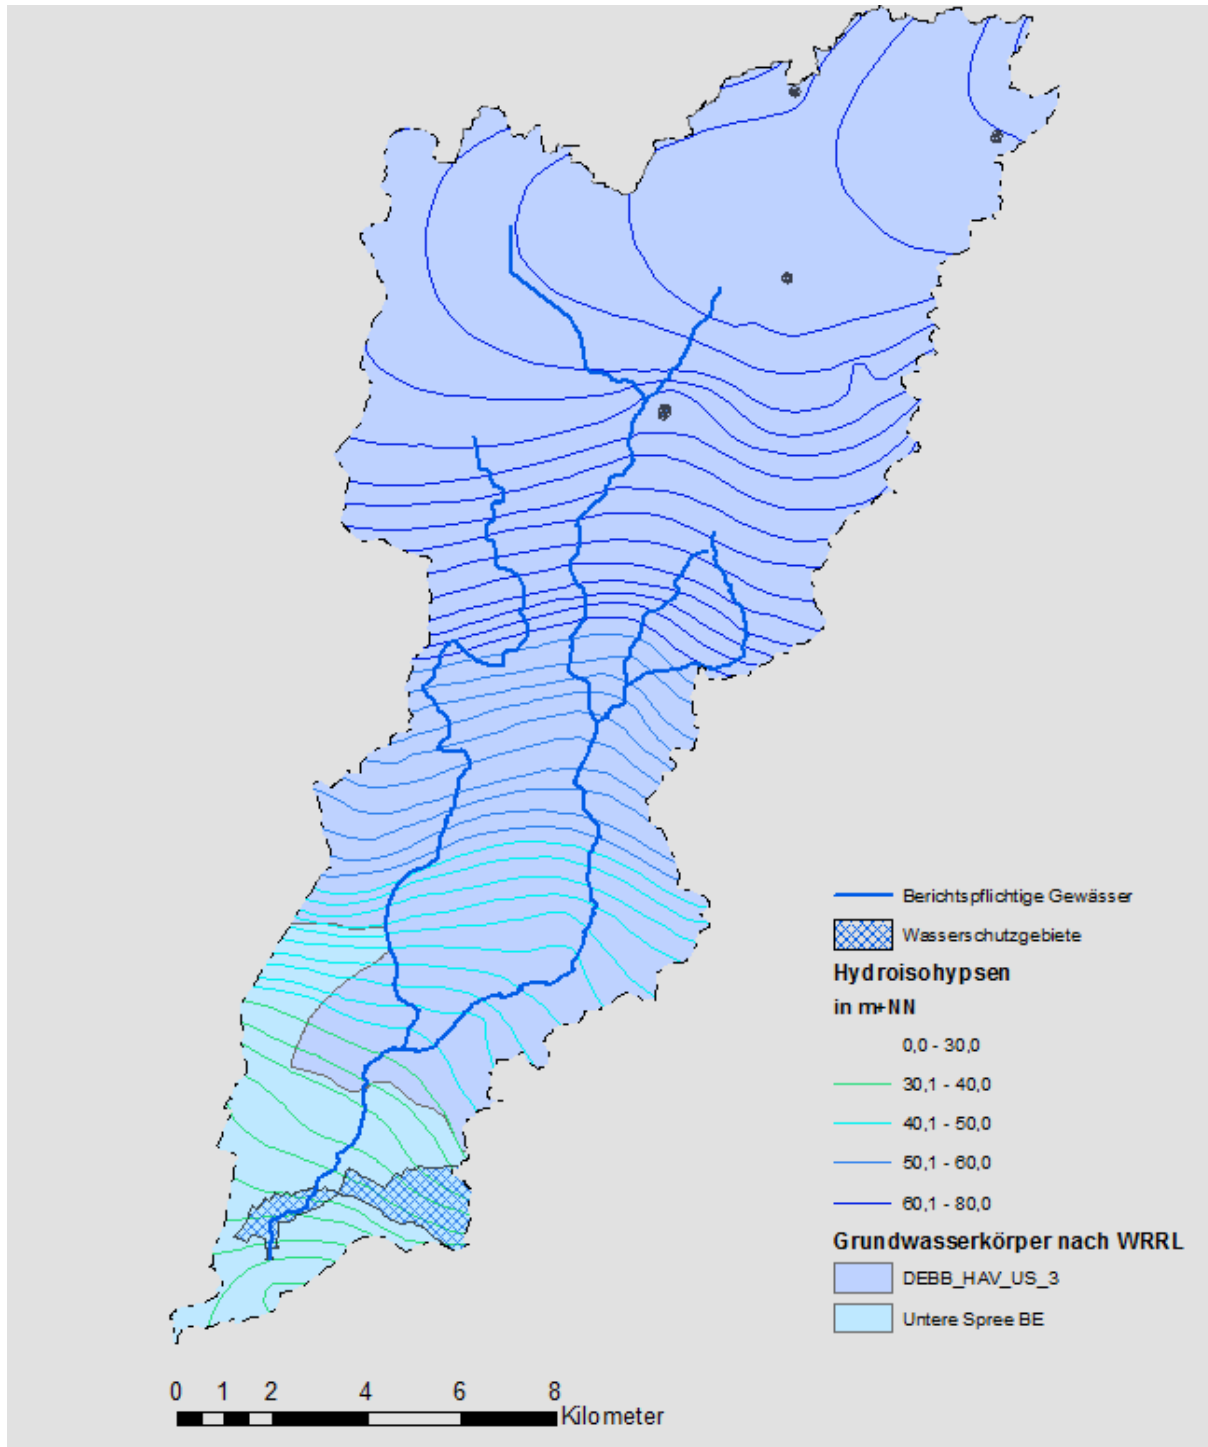 Berichtspflichtige Gewässer
Wasserschutzgebiete
Hydroisohypsen
in m+NN
0,0 - 30,0
30,1 - 40,0
40,1 - 50,0
50,1 - 60,0
60,1 - 80,0
Grundwasserkörper nach WRRL
DEBB_HAV_US_3
Untere Spree BE
0 1 2 4 6 8
Kilometer